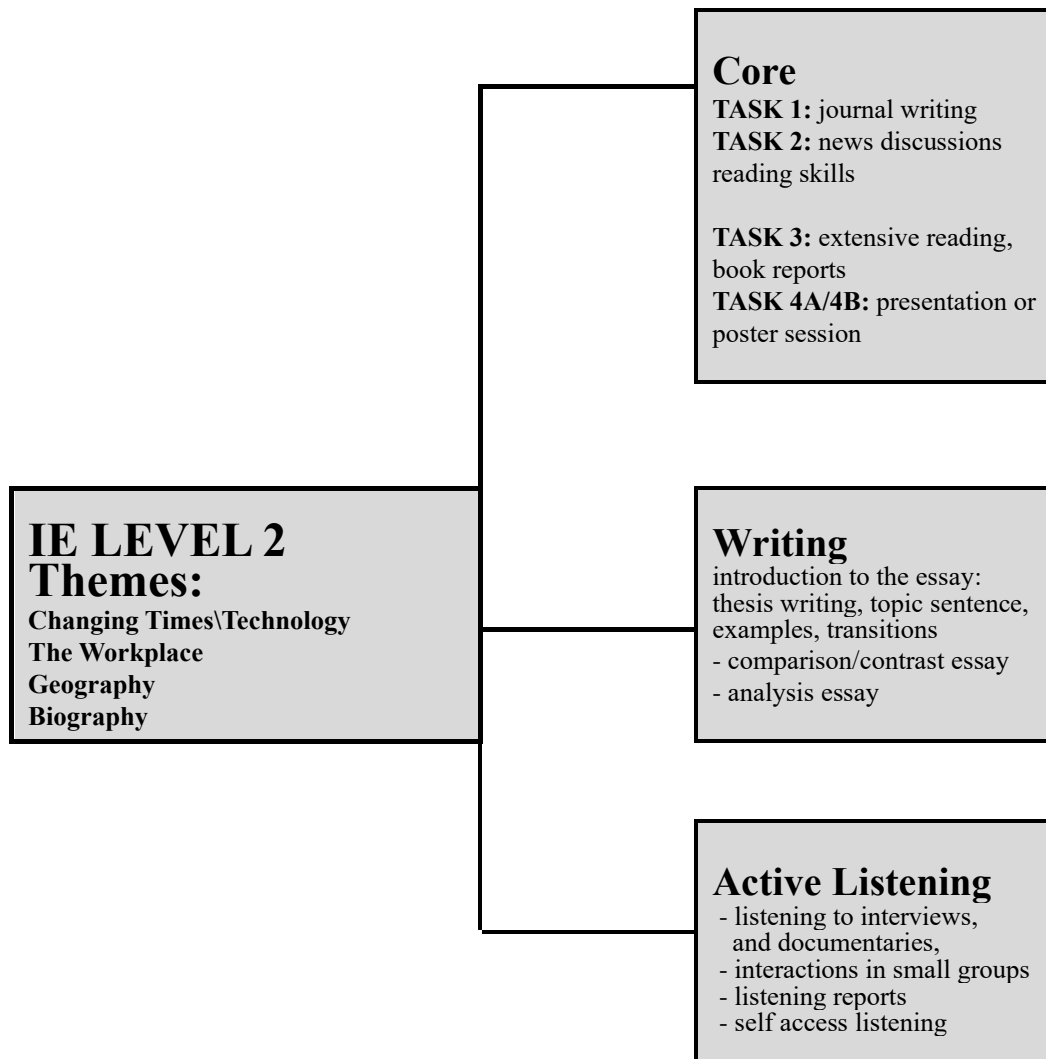 Core
TASK 1: journal writing
TASK 2: news discussions
reading skills
TASK 3: extensive reading,
book reports
TASK 4A/4B: presentation or
poster session
IE LEVEL 2
Themes:
Changing Times\Technology
The Workplace
Geography
Biography
Writing
introduction to the essay:
thesis writing, topic sentence,
examples, transitions
- comparison/contrast essay
- analysis essay
Active Listening
- listening to interviews,
and documentaries,
- interactions in small groups
- listening reports
- self access listening